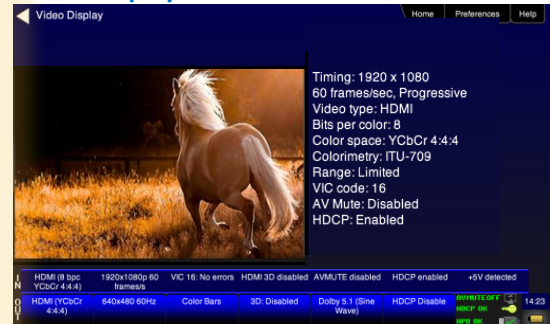 Video Display
Home Preferences Help
Timing: 1920 x 1080
60 frames/sec, Progressive
Video type: HDMI
Bits per color: 8
Color space: YCbCr 4:4:4
Colorimetry: ITU-709
Range: Limited
VIC code: 16
AV Mute: Disabled
HDCP: Enabled
IN
HDMI (8 bpc YCbCr 4:4:4)
1920x1080p 60 frames/s
VIC 16: No errors
HDMI 3D disabled
AVMUTE disabled
HDCP enabled
+5V detected
OUT
HDMI (YCbCr 4:4:4)
640x480 60Hz
Color Bars
3D: Disabled
Dolby 5.1 (Sine Wave)
HDCP Disable
AVMUTEOFF
HDCP OK
HPD OK
14:23